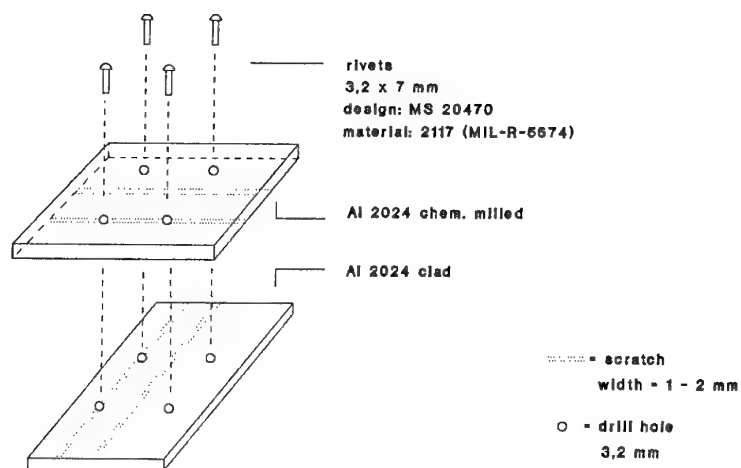 rivets
3,2 x 7 mm
design: MS 20470
material: 2117 (MIL-R-5674)
Al 2024 chem. milled
Al 2024 clad
= scratch
width = 1 - 2 mm
= drill hole
3,2 mm